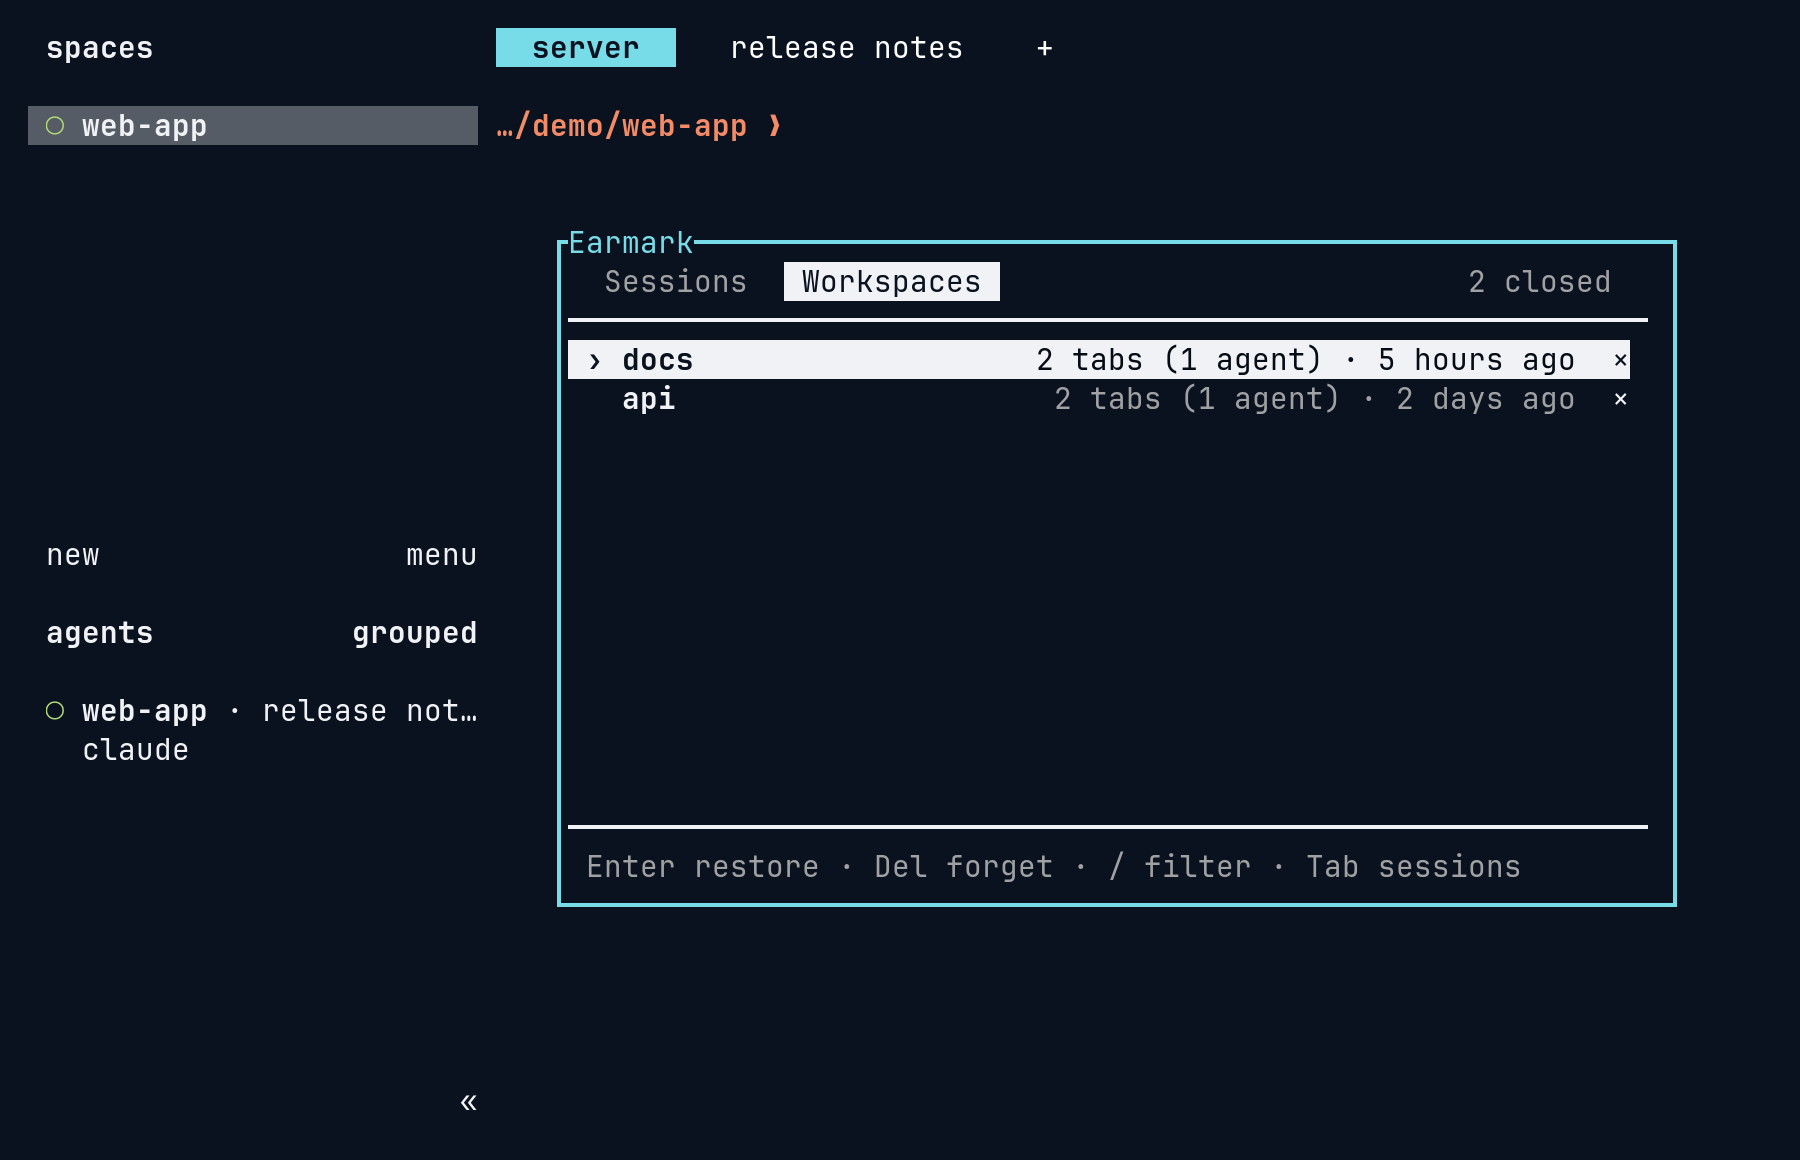 spaces
server release notes +
○ web-app
…/demo/web-app ❱
Earmark
Sessions Workspaces 2 closed
› docs 2 tabs (1 agent) · 5 hours ago ×
api 2 tabs (1 agent) · 2 days ago ×
new menu
agents grouped
○ web-app · release not…
claude
Enter restore · Del forget · / filter · Tab sessions
«